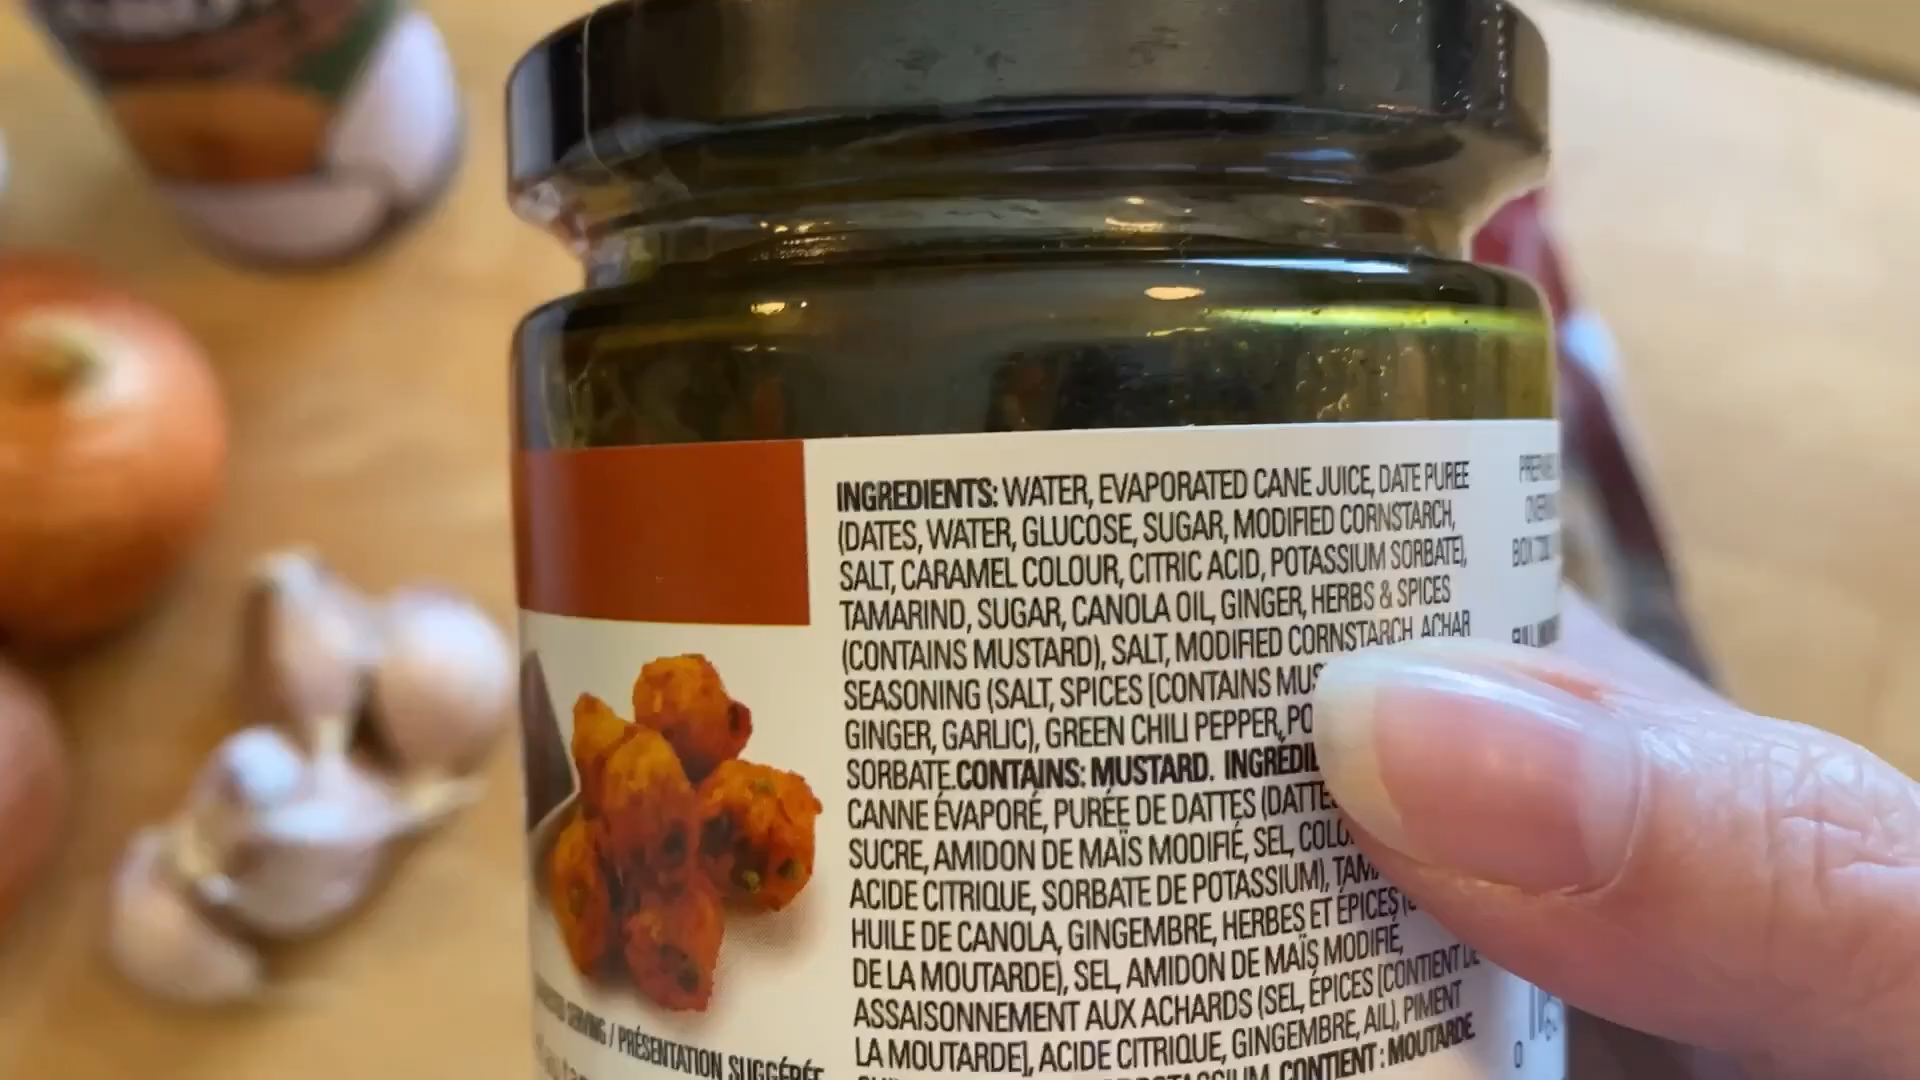 INGREDIENTS: WATER, EVAPORATED CANE JUICE, DATE PUREE
(DATES, WATER, GLUCOSE, SUGAR, MODIFIED CORNSTARCH,
SALT, CARAMEL COLOUR, CITRIC ACID, POTASSIUM SORBATE),
TAMARIND, SUGAR, CANOLA OIL, GINGER, HERBS & SPICES
(CONTAINS MUSTARD), SALT, MODIFIED CORNSTARCH, ACHAR
SEASONING (SALT, SPICES [CONTAINS
GINGER, GARLIC), GREEN CHILI PEPPER,
SORBATE.CONTAINS: MUSTARD.
CANNE ÉVAPORÉ, PURÉE DE DATTES (DATTES
SUCRE, AMIDON DE MAÏS MODIFIÉ, SEL,
ACIDE CITRIQUE, SORBATE DE POTASSIUM),
HUILE DE CANOLA, GINGEMBRE, HERBES ET ÉPICES
DE LA MOUTARDE), SEL, AMIDON DE MAÏS MODIFIÉ,
ASSAISONNEMENT AUX ACHARDS (SEL, ÉPICES [CONTIENT DE
LA MOUTARDE], ACIDE CITRIQUE, GINGEMBRE, AIL), PIMENT
CONTIENT : MOUTARDE
SERVING / PRÉSENTATION SUGGÉRÉE
BOX
0